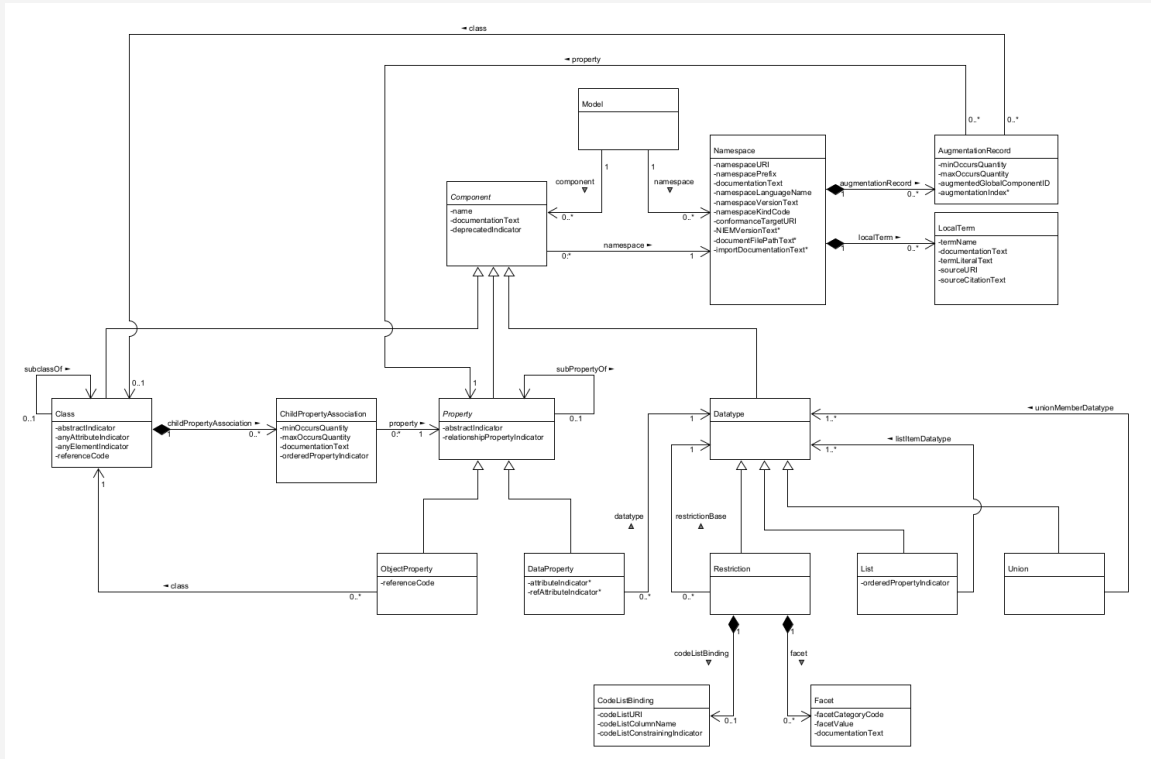 ◄ class
◄ property
Model
0..*
0..*
Namespace
-namespaceURI
-namespacePrefix
-documentationText
-namespaceLanguageName
-namespaceVersionText
-namespaceKindCode
-conformanceTargetURI
-NIEMVersionText*
-documentFilePathText*
-importDocumentationText*
AugmentationRecord
-minOccursQuantity
-maxOccursQuantity
-augmentedGlobalComponentID
-augmentationIndex*
1
1
component
▼
namespace
▼
augmentationRecord ►
1
0..*
Component
-name
-documentationText
-deprecatedIndicator
0..*
0..*
LocalTerm
-termName
-documentationText
-termLiteralText
-sourceURI
-sourceCitationText
localTerm ►
1
0..*
namespace ►
0..*
1
subclassOf ►
0..1
0..1
subPropertyOf ►
1
0..1
Class
-abstractIndicator
-anyAttributeIndicator
-anyElementIndicator
-referenceCode
childPropertyAssociation ►
1
0..*
ChildPropertyAssociation
-minOccursQuantity
-maxOccursQuantity
-documentationText
-orderedPropertyIndicator
property ►
0..*
1
Property
-abstractIndicator
-relationshipPropertyIndicator
Datatype
1
1
◄ unionMemberDatatype
1..*
◄ listItemDatatype
1..*
1
datatype
▲
restrictionBase
▲
ObjectProperty
-referenceCode
DataProperty
-attributeIndicator*
-refAttributeIndicator*
Restriction
List
-orderedPropertyIndicator
Union
◄ class
0..*
0..*
0..*
1
1
codeListBinding
▼
facet
▼
CodeListBinding
-codeListURI
-codeListColumnName
-codeListConstrainingIndicator
0..1
0..*
Facet
-facetCategoryCode
-facetValue
-documentationText